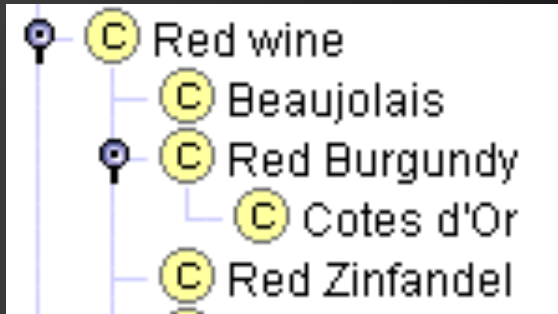 C Red wine
C Beaujolais
C Red Burgundy
C Cotes d'Or
C Red Zinfandel